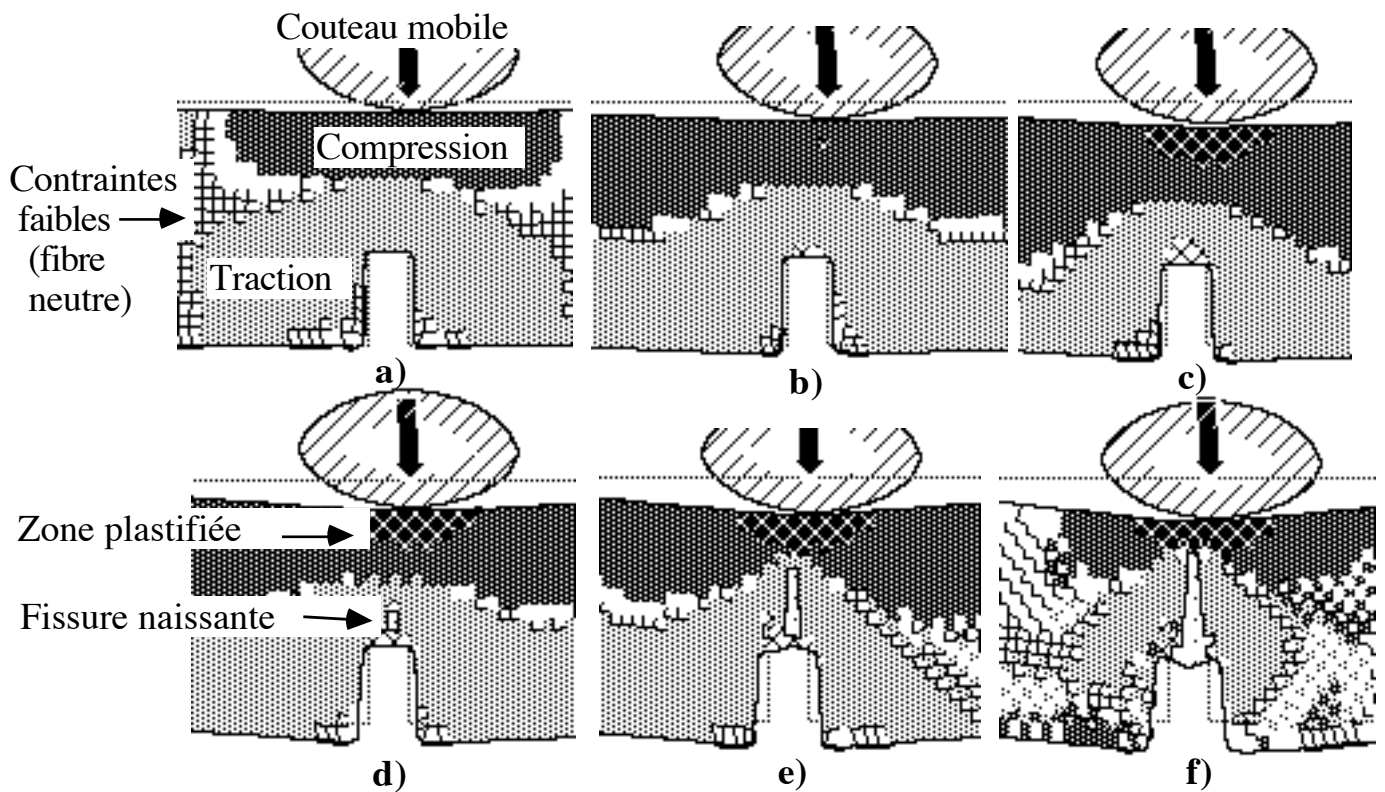 Couteau mobile
Compression
Contraintes
faibles
(fibre
neutre)
Traction
a)
b)
c)
Zone plastifiée
Fissure naissante
d)
e)
f)